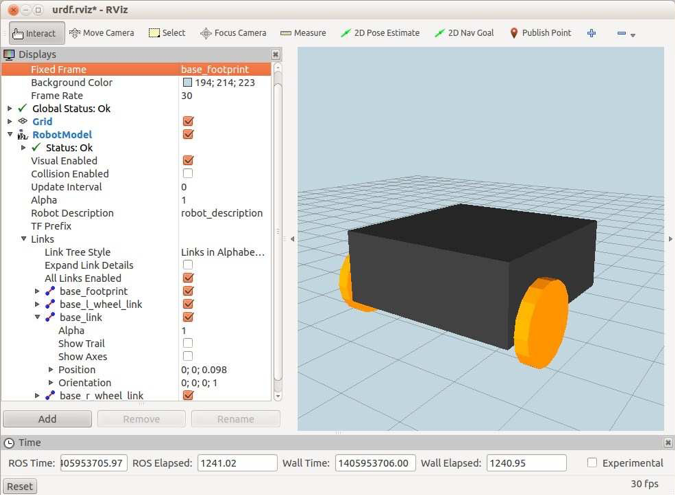 urdf.rviz* - RViz
Interact Move Camera Select Focus Camera Measure 2D Pose Estimate 2D Nav Goal Publish Point
Displays
Fixed Frame base_footprint
Background Color 194; 214; 223
Frame Rate 30
Global Status: Ok
Grid
RobotModel
Status: Ok
Visual Enabled
Collision Enabled
Update Interval 0
Alpha 1
Robot Description robot_description
TF Prefix
Links
Link Tree Style Links in Alphabe...
Expand Link Details
All Links Enabled
base_footprint
base_l_wheel_link
base_link
Alpha 1
Show Trail
Show Axes
Position 0; 0; 0.098
Orientation 0; 0; 0; 1
base_r_wheel_link
Add Remove Rename
Time
ROS Time: 405953705.97 ROS Elapsed: 1241.02 Wall Time: 1405953706.00 Wall Elapsed: 1240.95 Experimental
Reset 30 fps